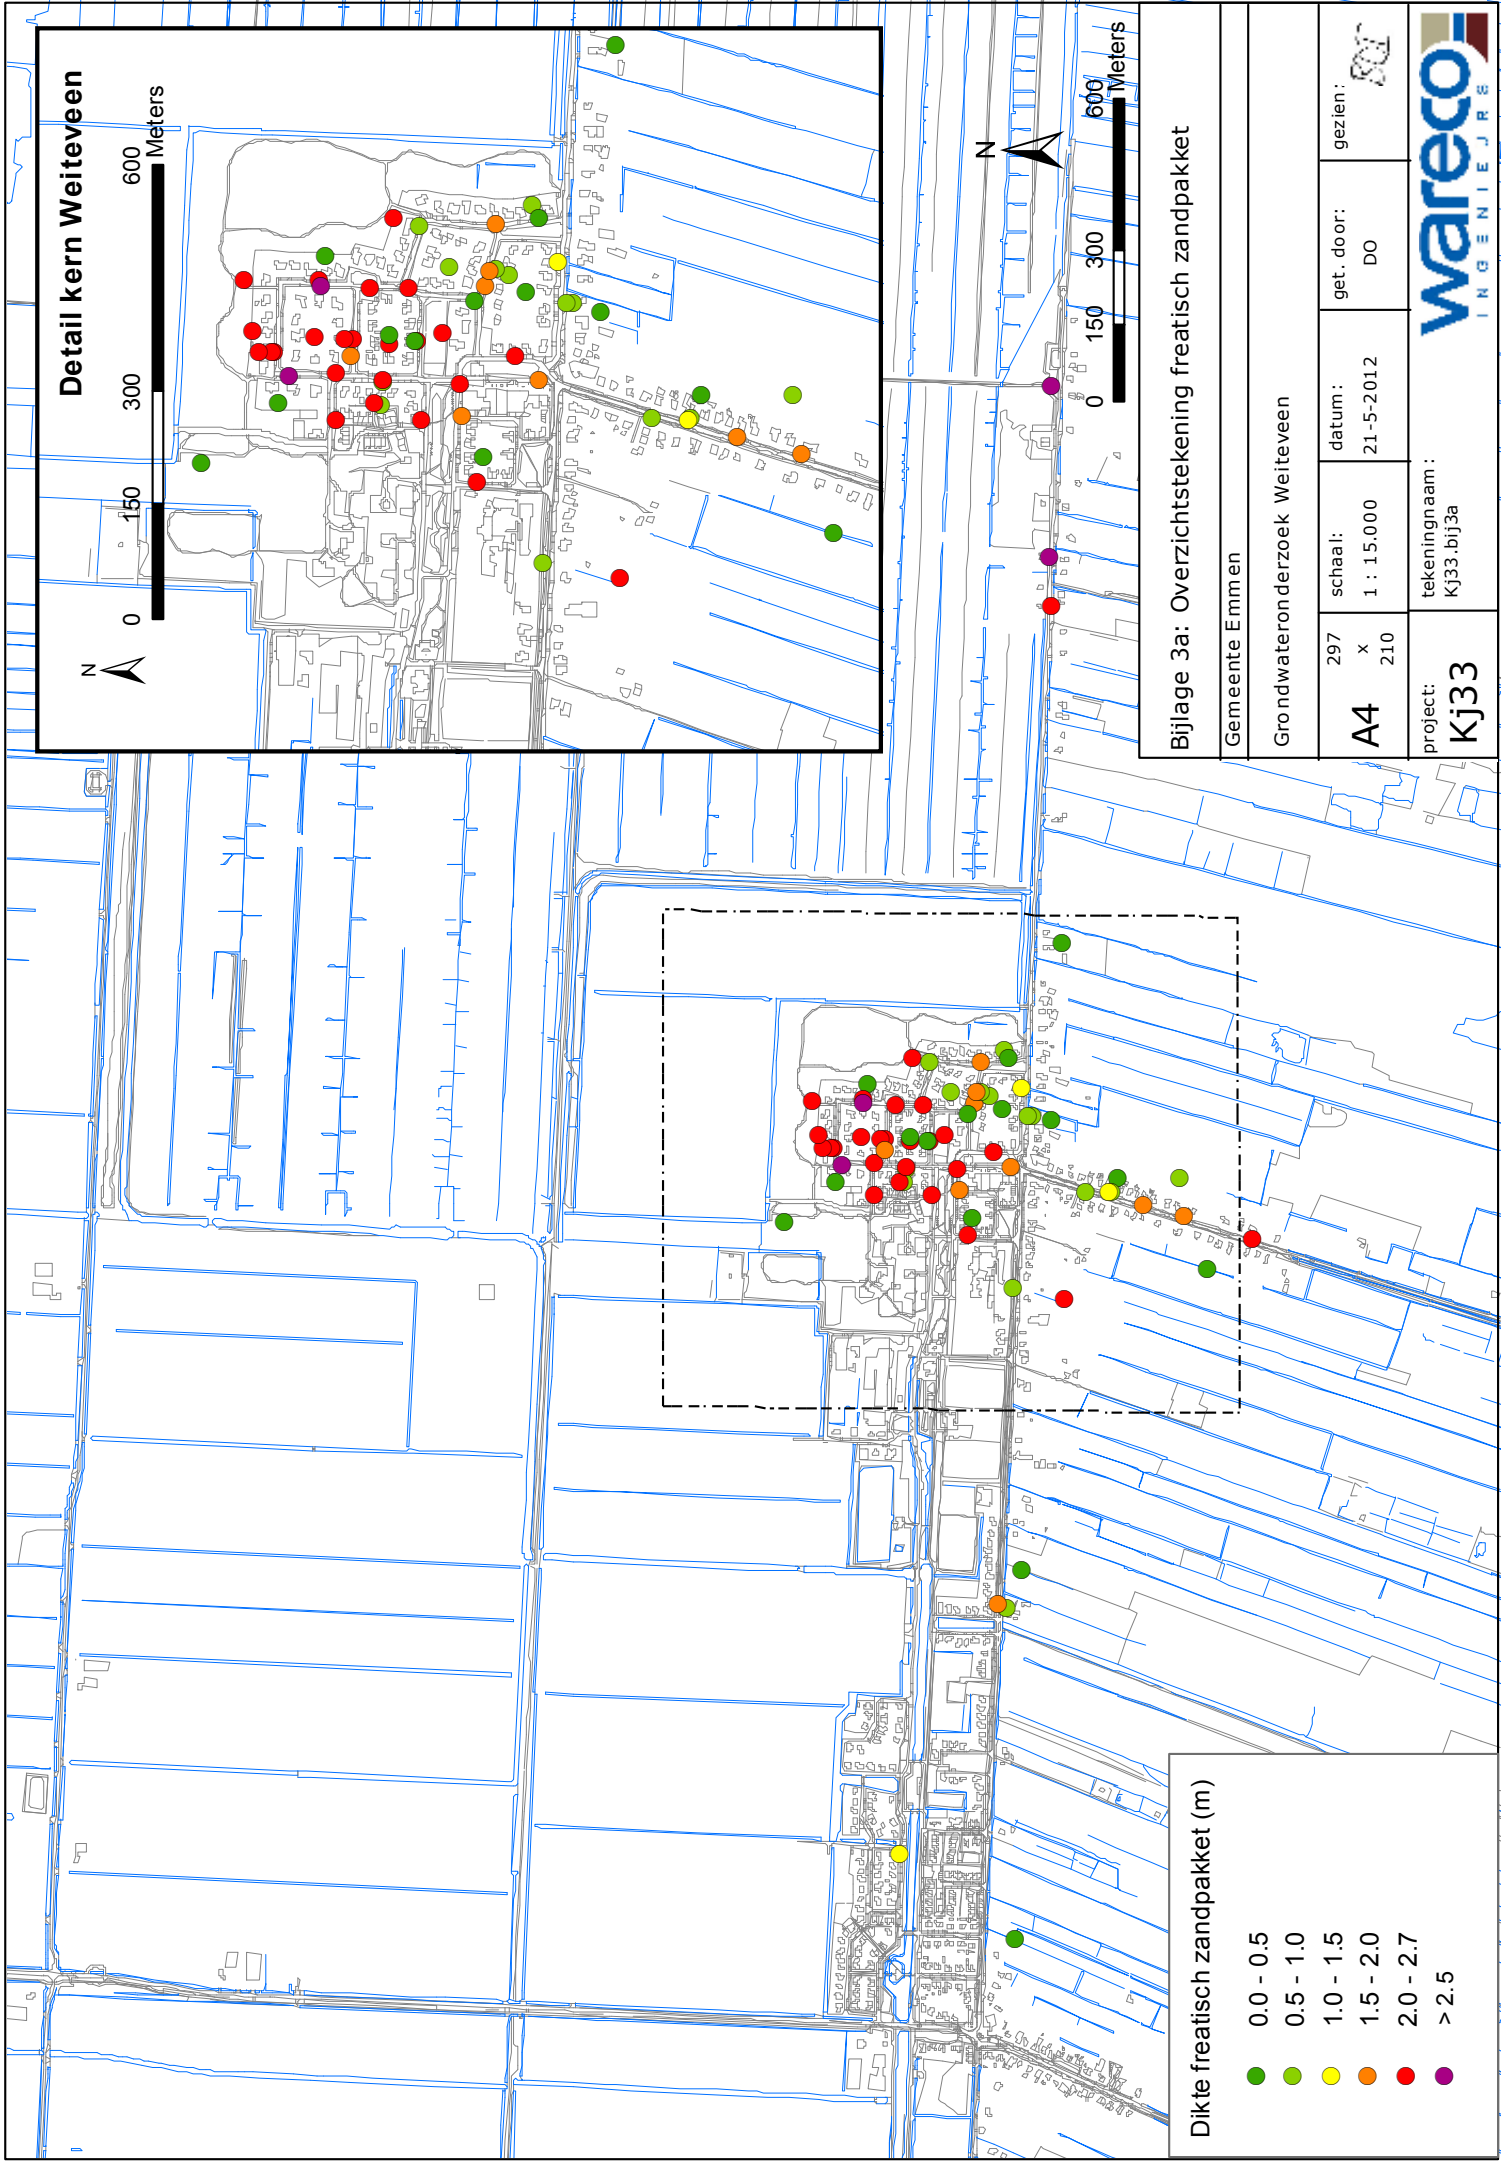 Detail kern Weiteveen
0 150 300 600
Meters
N
N
0 150 300 600
Meters
Bijlage 3a: Overzichtstekening freatisch zandpakket
Gemeente Emmen
Grondwateronderzoek Weiteveen
A4
297
x
210
schaal:
1 : 15.000
datum:
21-5-2012
get. door:
DO
gezien:
project:
Kj33
tekeningnaam:
Kj33.bij3a
wareco
INGENIEURS
Dikte freatisch zandpakket (m)
0.0 - 0.5
0.5 - 1.0
1.0 - 1.5
1.5 - 2.0
2.0 - 2.7
> 2.5